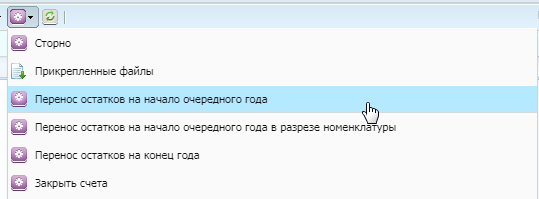 Сторно
Прикрепленные файлы
Перенос остатков на начало очередного года
Перенос остатков на начало очередного года в разрезе номенклатуры
Перенос остатков на конец года
Закрыть счета